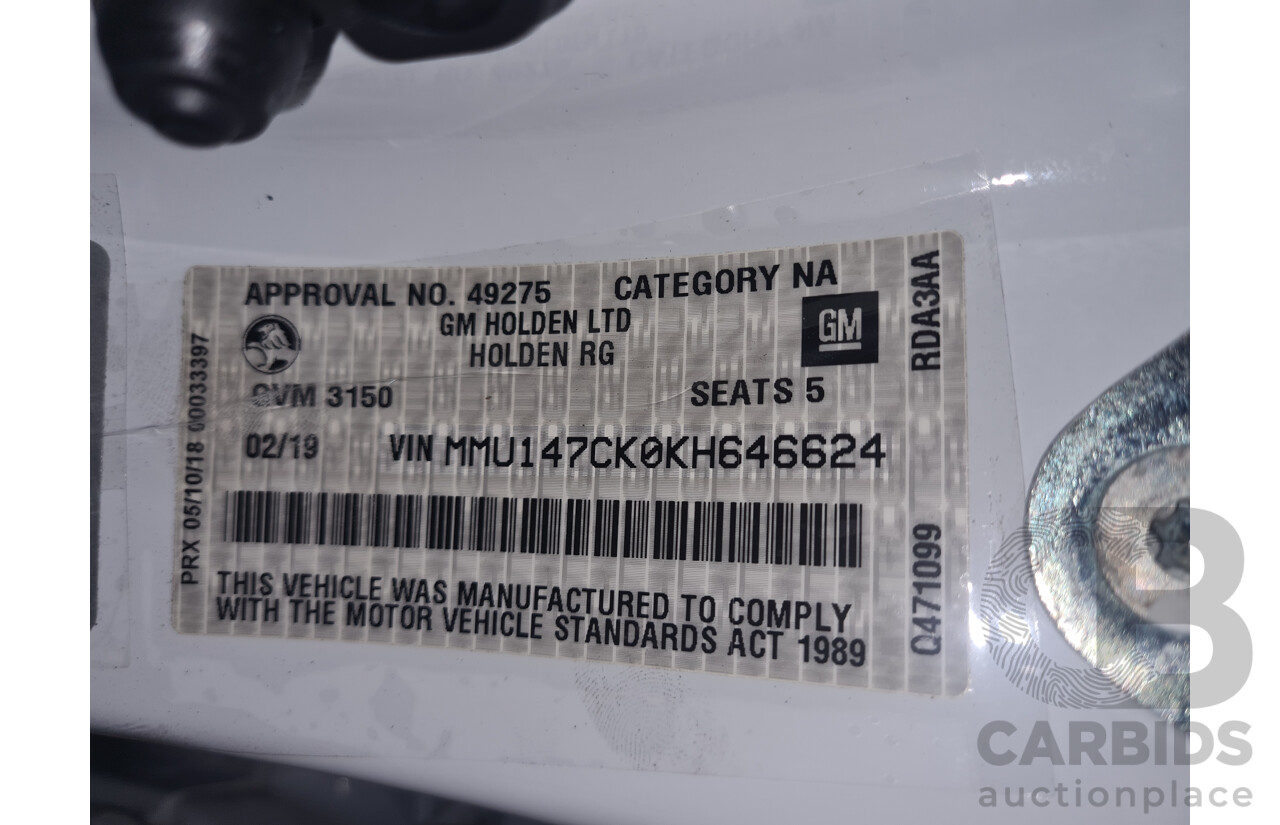 APPROVAL NO. 49275 CATEGORY NA
GM HOLDEN LTD
HOLDEN RG
GM
GVM 3150 SEATS 5
02/19 VIN MMU147CK0KH646624
THIS VEHICLE WAS MANUFACTURED TO COMPLY
WITH THE MOTOR VEHICLE STANDARDS ACT 1989
PRX 05/10/18 00033397
RDA3AA
Q471099
CB
CARBIDS
auctionplace